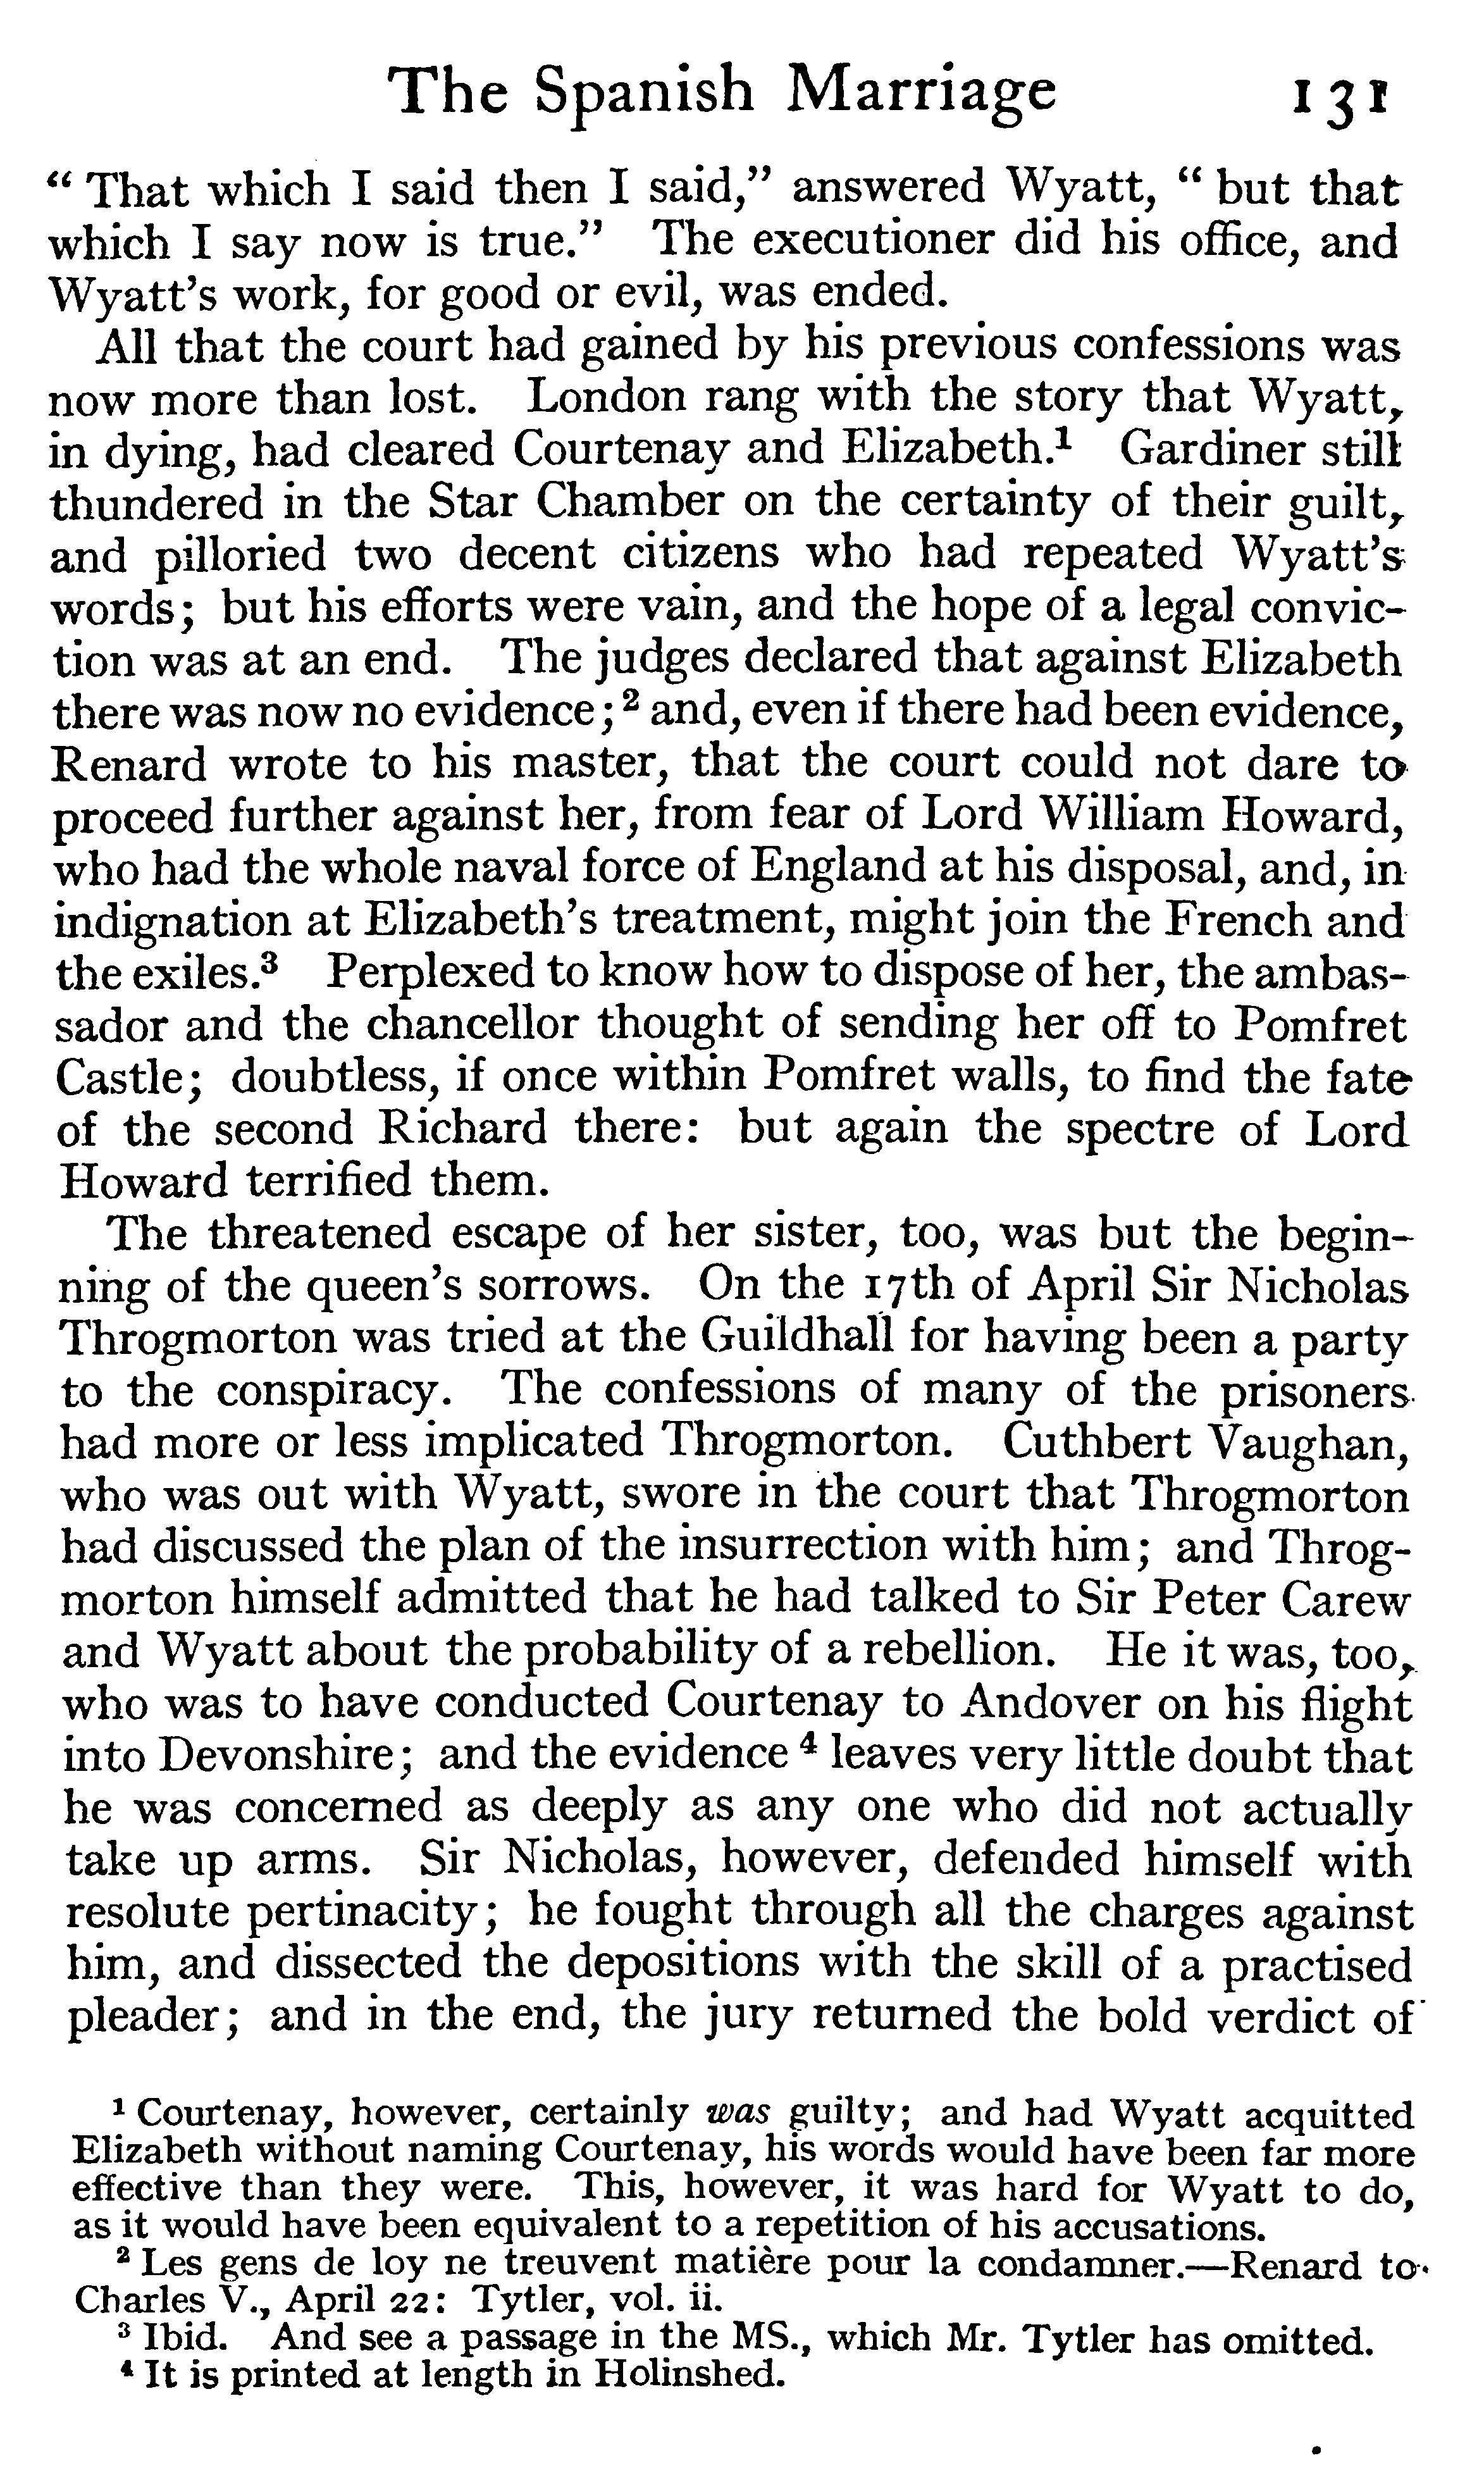 The Spanish Marriage 131
“ That which I said then I said,” answered Wyatt, “ but that
which I say now is true.” The executioner did his office, and
Wyatt’s work, for good or evil, was ended.
All that the court had gained by his previous confessions was
now more than lost. London rang with the story that Wyatt,
in dying, had cleared Courtenay and Elizabeth.¹ Gardiner still
thundered in the Star Chamber on the certainty of their guilt,
and pilloried two decent citizens who had repeated Wyatt’s
words; but his efforts were vain, and the hope of a legal convic-
tion was at an end. The judges declared that against Elizabeth
there was now no evidence; ² and, even if there had been evidence,
Renard wrote to his master, that the court could not dare to
proceed further against her, from fear of Lord William Howard,
who had the whole naval force of England at his disposal, and, in
indignation at Elizabeth’s treatment, might join the French and
the exiles.³ Perplexed to know how to dispose of her, the ambas-
sador and the chancellor thought of sending her off to Pomfret
Castle; doubtless, if once within Pomfret walls, to find the fate
of the second Richard there: but again the spectre of Lord
Howard terrified them.
The threatened escape of her sister, too, was but the begin-
ning of the queen’s sorrows. On the 17th of April Sir Nicholas
Throgmorton was tried at the Guildhall for having been a party
to the conspiracy. The confessions of many of the prisoners
had more or less implicated Throgmorton. Cuthbert Vaughan,
who was out with Wyatt, swore in the court that Throgmorton
had discussed the plan of the insurrection with him; and Throg-
morton himself admitted that he had talked to Sir Peter Carew
and Wyatt about the probability of a rebellion. He it was, too,
who was to have conducted Courtenay to Andover on his flight
into Devonshire; and the evidence ⁴ leaves very little doubt that
he was concerned as deeply as any one who did not actually
take up arms. Sir Nicholas, however, defended himself with
resolute pertinacity; he fought through all the charges against
him, and dissected the depositions with the skill of a practised
pleader; and in the end, the jury returned the bold verdict of
¹ Courtenay, however, certainly was guilty; and had Wyatt acquitted
Elizabeth without naming Courtenay, his words would have been far more
effective than they were. This, however, it was hard for Wyatt to do,
as it would have been equivalent to a repetition of his accusations.
² Les gens de loy ne treuvent matière pour la condamner.—Renard to
Charles V., April 22: Tytler, vol. ii.
³ Ibid. And see a passage in the MS., which Mr. Tytler has omitted.
⁴ It is printed at length in Holinshed.